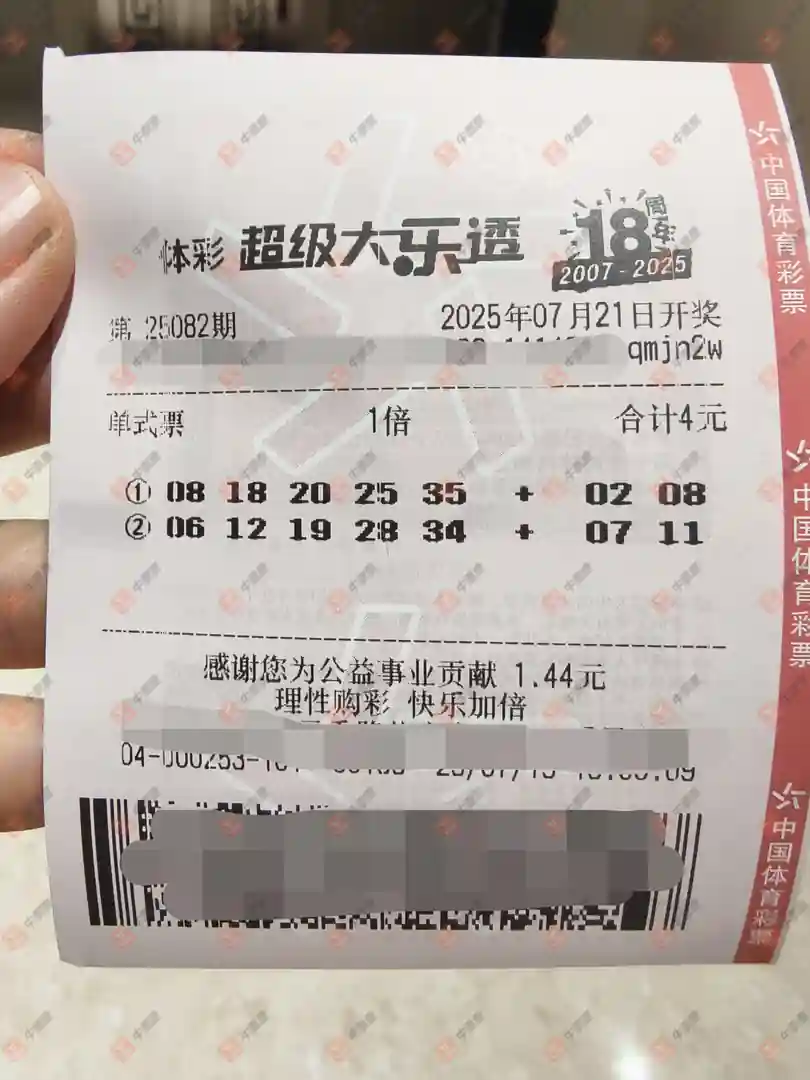 体彩 超级大乐透 18周年
2007-2025
第 25082期 2025年07月21日开奖
qmjn2w
单式票 1倍 合计4元
① 08 18 20 25 35 + 02 08
② 06 12 19 28 34 + 07 11
感谢您为公益事业贡献 1.44元
理性购彩 快乐加倍
04-000253-101
中国体育彩票
中国体育彩票
中国体育彩票